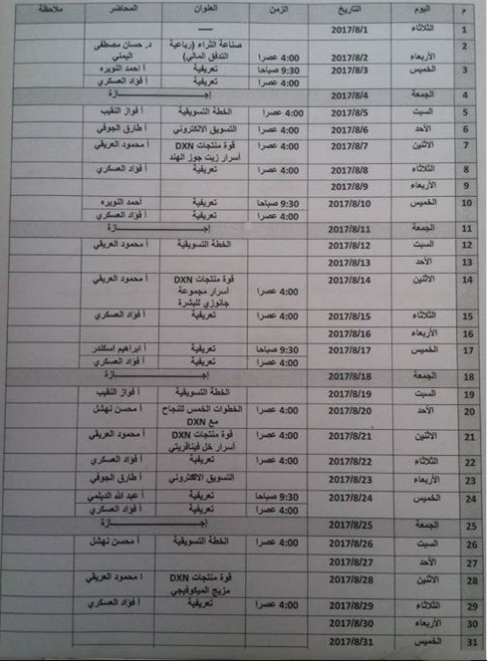 م اليوم التاريخ الزمن العنوان المحاضر ملاحظة
1 الثلاثاء 2017/8/1 ——
2 الأربعاء 2017/8/2 4:00 عصرا صناعة الثراء (رباعية التدفق المالي) د. حسان مصطفى اليمني
3 الخميس 2017/8/3 9:30 صباحا تعريفية أ احمد النويره
4:00 عصرا تعريفية أ فؤاد العسكري
4 الجمعة 2017/8/4 إجــــــازة
5 السبت 2017/8/5 4:00 عصرا الخطة التسويقية أ فواز النقيب
6 الأحد 2017/8/6 4:00 عصرا التسويق الالكتروني أ طارق الجوفي
7 الاثنين 2017/8/7 4:00 عصرا قوة منتجات DXN أسرار زيت جوز الهند أ محمود العريقي
8 الثلاثاء 2017/8/8 4:00 عصرا تعريفية أ فؤاد العسكري
9 الأربعاء 2017/8/9
10 الخميس 2017/8/10 9:30 صباحا تعريفية احمد النويره
4:00 عصرا تعريفية أ فؤاد العسكري
11 الجمعة 2017/8/11 إجــــــازة
12 السبت 2017/8/12 الخطة التسويقية أ محمود العريقي
13 الأحد 2017/8/13
14 الاثنين 2017/8/14 4:00 عصرا قوة منتجات DXN أسرار مجموعة جانوزي للبشرة أ محمود العريقي
15 الثلاثاء 2017/8/15 4:00 عصرا تعريفية أ فؤاد العسكري
16 الأربعاء 2017/8/16
17 الخميس 2017/8/17 9:30 صباحا تعريفية أ ابراهيم اسكندر
4:00 عصرا تعريفية أ فؤاد العسكري
18 الجمعة 2017/8/18 إجــــــازة
19 السبت 2017/8/19 الخطة التسويقية أ فواز النقيب
20 الأحد 2017/8/20 4:00 عصرا الخطوات الخمس للنجاح مع DXN أ محسن نهشل
21 الاثنين 2017/8/21 4:00 عصرا قوة منتجات DXN أسرار خل فينافريتي أ محمود العريقي
22 الثلاثاء 2017/8/22 4:00 عصرا تعريفية أ فؤاد العسكري
23 الأربعاء 2017/8/23 التسويق الالكتروني أ طارق الجوفي
24 الخميس 2017/8/24 9:30 صباحا تعريفية أ عبد الله الديلمي
4:00 عصرا تعريفية أ فؤاد العسكري
25 الجمعة 2017/8/25 إجــــــازة
26 السبت 2017/8/26 4:00 عصرا الخطة التسويقية أ محسن نهشل
27 الأحد 2017/8/27
28 الاثنين 2017/8/28 قوة منتجات DXN مزيج الميكوفيجي أ محمود العريقي
29 الثلاثاء 2017/8/29 4:00 عصرا تعريفية أ فؤاد العسكري
30 الأربعاء 2017/8/30
31 الخميس 2017/8/31